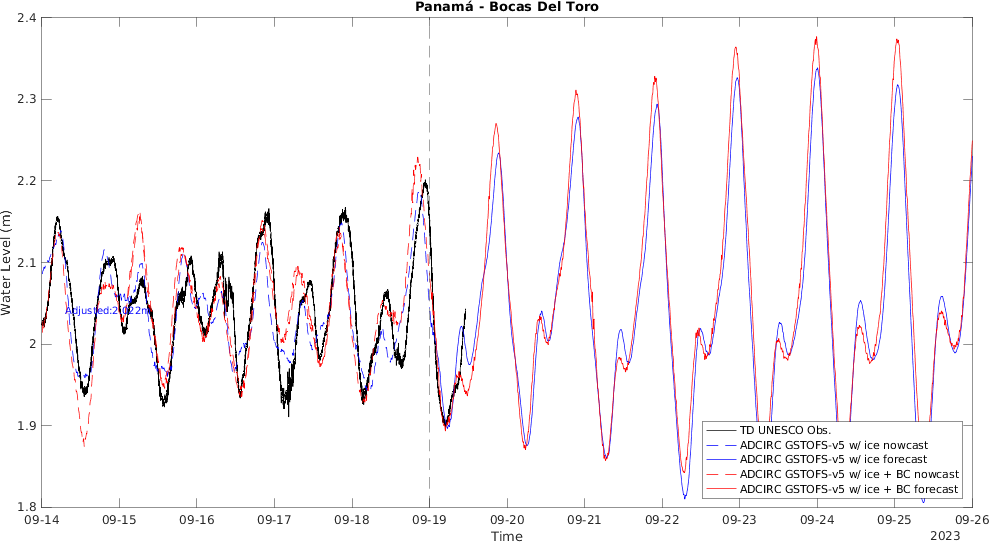 Panamá - Bocas Del Toro
2.4
2.3
2.2
2.1
2
1.9
1.8
Water Level (m)
Adjusted:2.022m
TD UNESCO Obs.
ADCIRC GSTOFS-v5 w/ ice nowcast
ADCIRC GSTOFS-v5 w/ ice forecast
ADCIRC GSTOFS-v5 w/ ice + BC nowcast
ADCIRC GSTOFS-v5 w/ ice + BC forecast
09-14 09-15 09-16 09-17 09-18 09-19 09-20 09-21 09-22 09-23 09-24 09-25 09-26
Time
2023